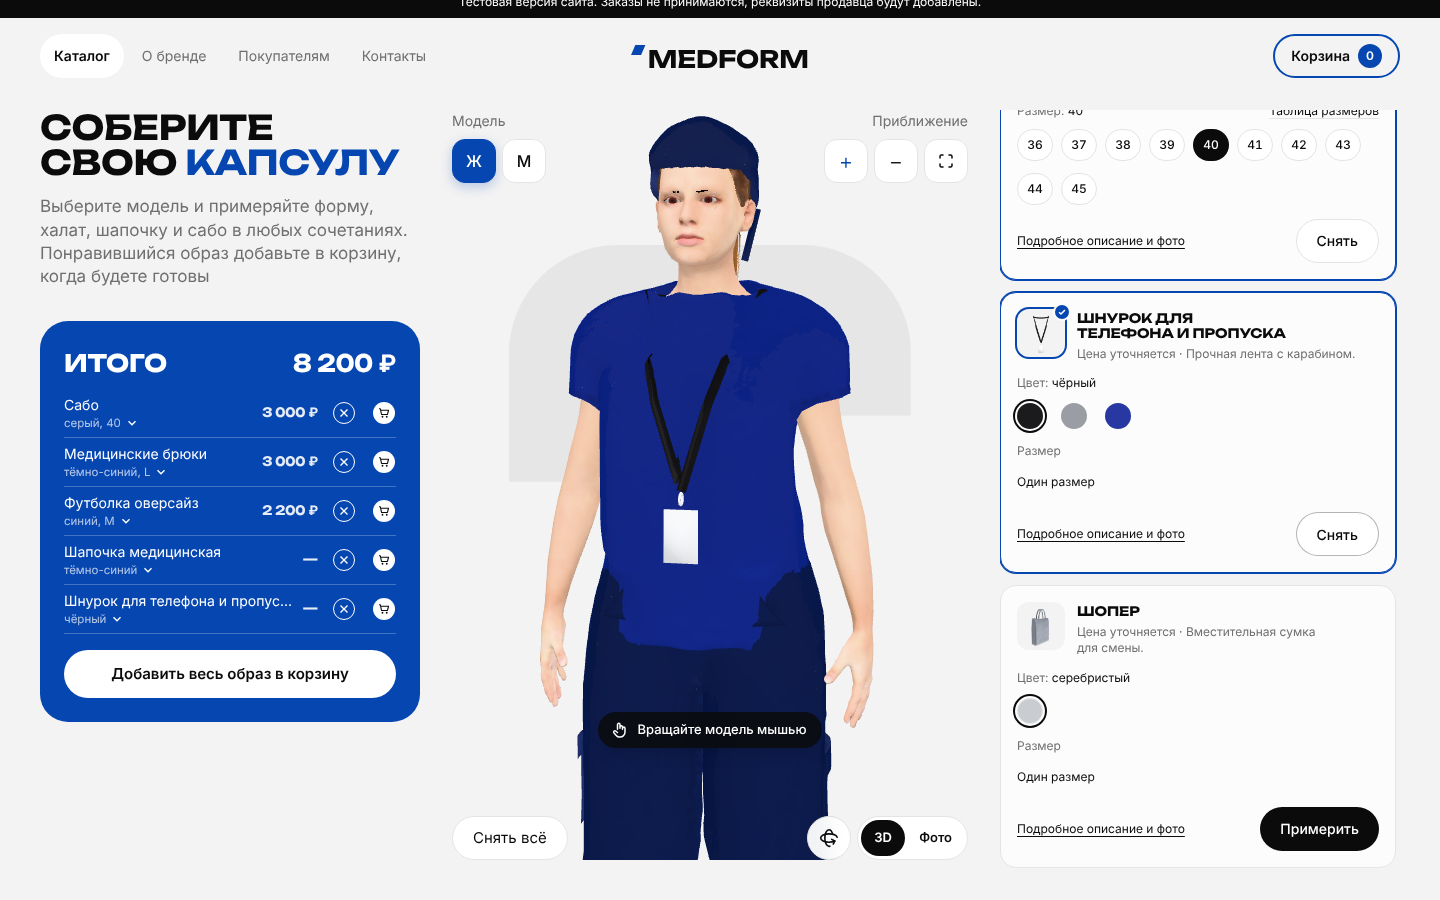 Тестовая версия сайта. Заказы не принимаются, реквизиты продавца будут добавлены.
Каталог
О бренде
Покупателям
Контакты
MEDFORM
Корзина 0
СОБЕРИТЕ
СВОЮ КАПСУЛУ
Выберите модель и примеряйте форму,
халат, шапочку и сабо в любых сочетаниях.
Понравившийся образ добавьте в корзину,
когда будете готовы
ИТОГО 8 200 ₽
Сабо 3 000 ₽
серый, 40
Медицинские брюки 3 000 ₽
тёмно-синий, L
Футболка оверсайз 2 200 ₽
синий, M
Шапочка медицинская —
тёмно-синий
Шнурок для телефона и пропус... —
чёрный
Добавить весь образ в корзину
Модель
Ж М
Приближение
+ −
Вращайте модель мышью
Снять всё
3D Фото
Размер: 40 Таблица размеров
36 37 38 39 40 41 42 43
44 45
Подробное описание и фото Снять
ШНУРОК ДЛЯ
ТЕЛЕФОНА И ПРОПУСКА
Цена уточняется · Прочная лента с карабином.
Цвет: чёрный
Размер
Один размер
Подробное описание и фото Снять
ШОПЕР
Цена уточняется · Вместительная сумка
для смены.
Цвет: серебристый
Размер
Один размер
Подробное описание и фото Примерить